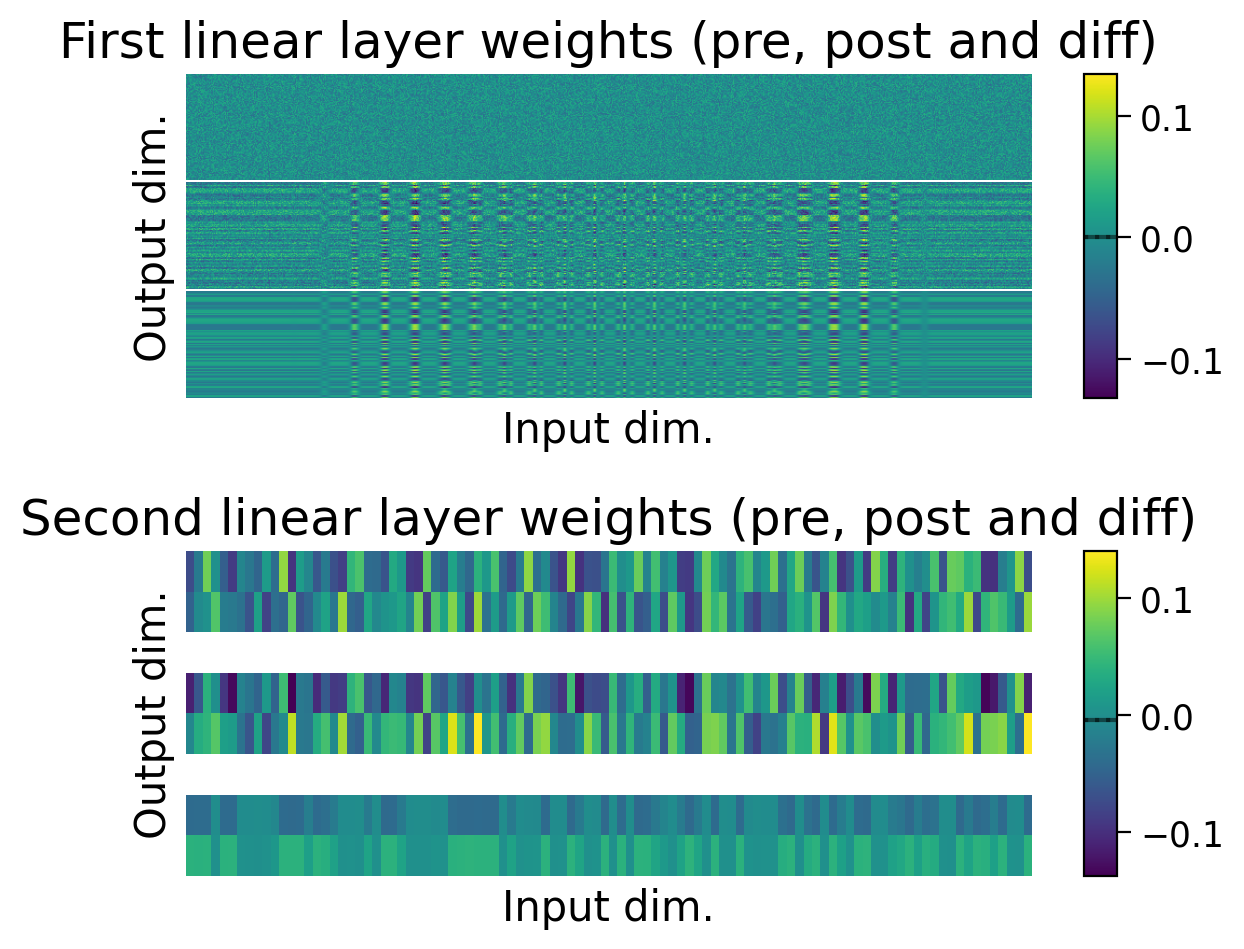 First linear layer weights (pre, post and diff)
Output dim.
0.1
0.0
−0.1
Input dim.
Second linear layer weights (pre, post and diff)
Output dim.
0.1
0.0
−0.1
Input dim.